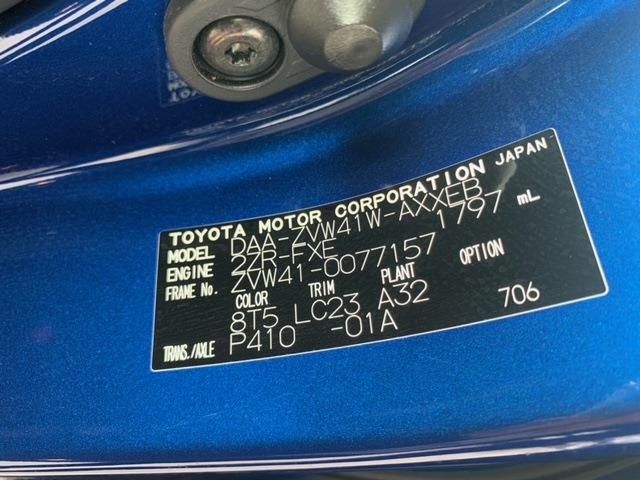 TOYOTA MOTOR CORPORATION JAPAN
MODEL DAA-ZVW41W-AXXEB
ENGINE 2ZR-FXE 1797 mL
FRAME No. ZVW41-0077157
COLOR TRIM PLANT OPTION
8T5 LC23 A32 706
TRANS./AXLE P410 -01A